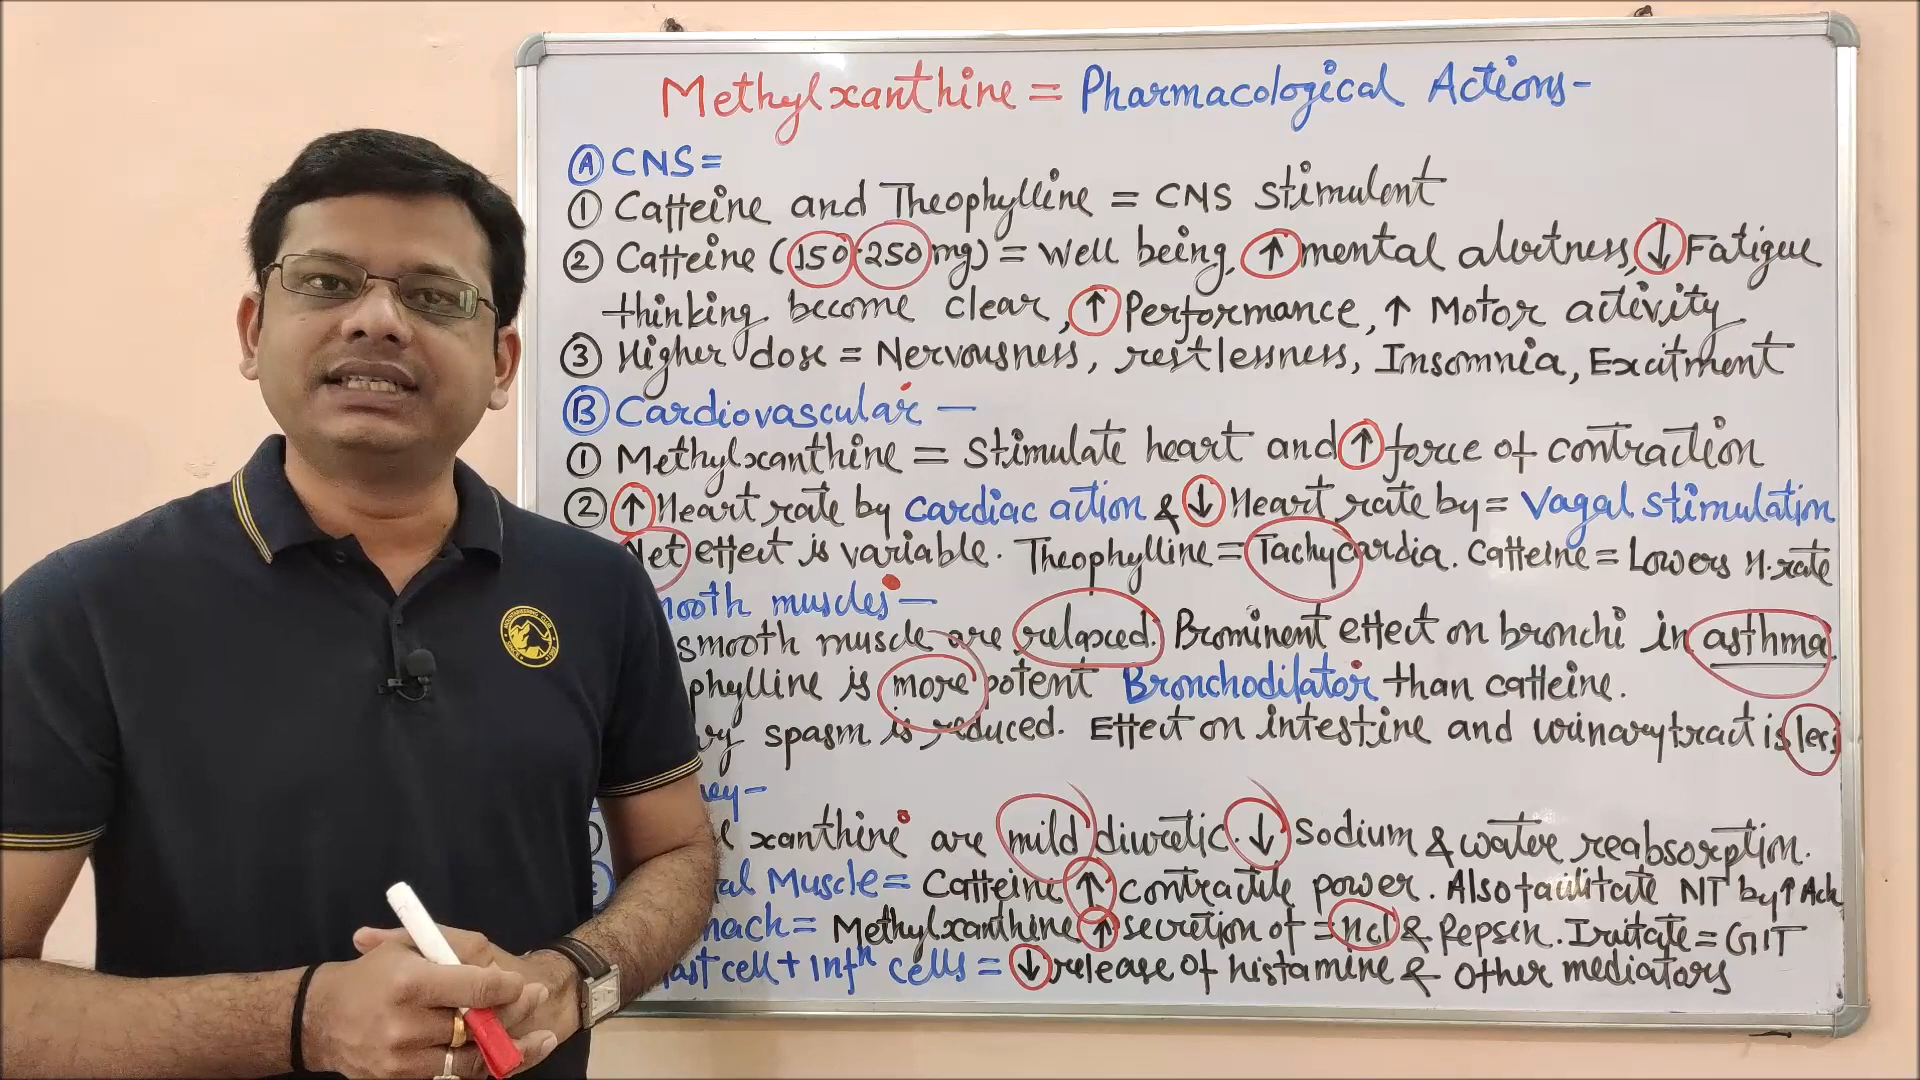 Methylxanthine = Pharmacological Actions-
Ⓐ CNS=
① Caffeine and Theophylline = CNS Stimulent
② Caffeine (150-250mg) = Well being, ↑ mental alertness, ↓ Fatigue
thinking become clear, ↑ Performance, ↑ Motor activity
③ Higher dose = Nervousness, restlessness, Insomnia, Excitment
Ⓑ Cardiovascular -
① Methylxanthine = Stimulate heart and ↑ force of contraction
② ↑ Heart rate by cardiac action & ↓ Heart rate by = Vagal stimulation
Net effect is variable. Theophylline = Tachycardia. Caffeine = Lowers H.rate
mooth muscles -
smooth muscle are relaxed. Prominent effect on bronchi in asthma.
phylline is more potent Bronchodilator than caffeine.
ry spasm is reduced. Effect on intestine and urinary tract is less
ey-
l xanthine are mild diuretic. ↓ Sodium & water reabsorption.
al Muscle = Caffeine ↑ contractile power. Also facilitate NT by ↑ Ach
mach = Methylxanthine ↑ secretion of = Hcl & Pepsin. Irritate = GIT
ast cell + Infⁿ cells = ↓ release of histamine & other mediators